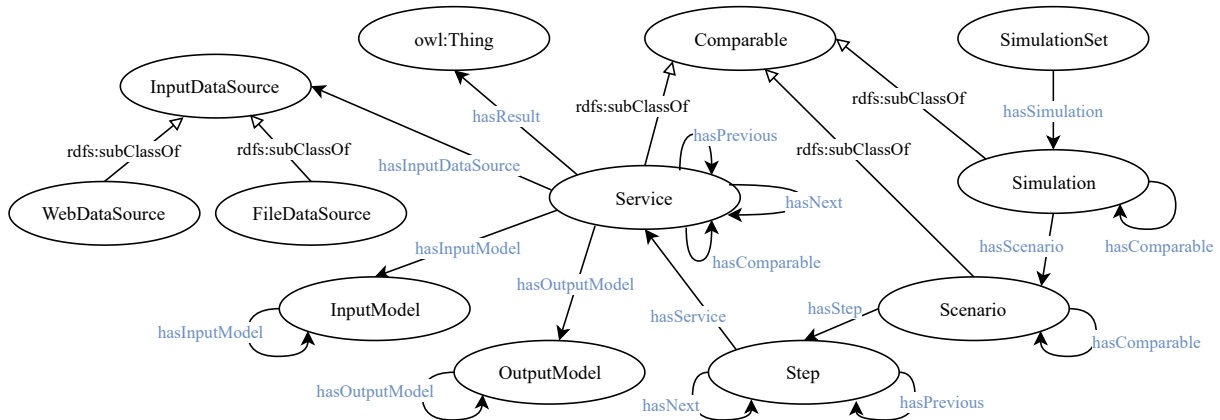 owl:Thing
Comparable
SimulationSet
InputDataSource
rdfs:subClassOf
rdfs:subClassOf
hasResult
hasSimulation
hasPrevious
rdfs:subClassOf
rdfs:subClassOf
hasInputDataSource
rdfs:subClassOf
WebDataSource
FileDataSource
Service
hasNext
Simulation
hasInputModel
hasComparable
hasScenario
hasComparable
hasOutputModel
InputModel
hasInputModel
hasService
hasStep
Scenario
hasComparable
OutputModel
hasOutputModel
Step
hasNext
hasPrevious